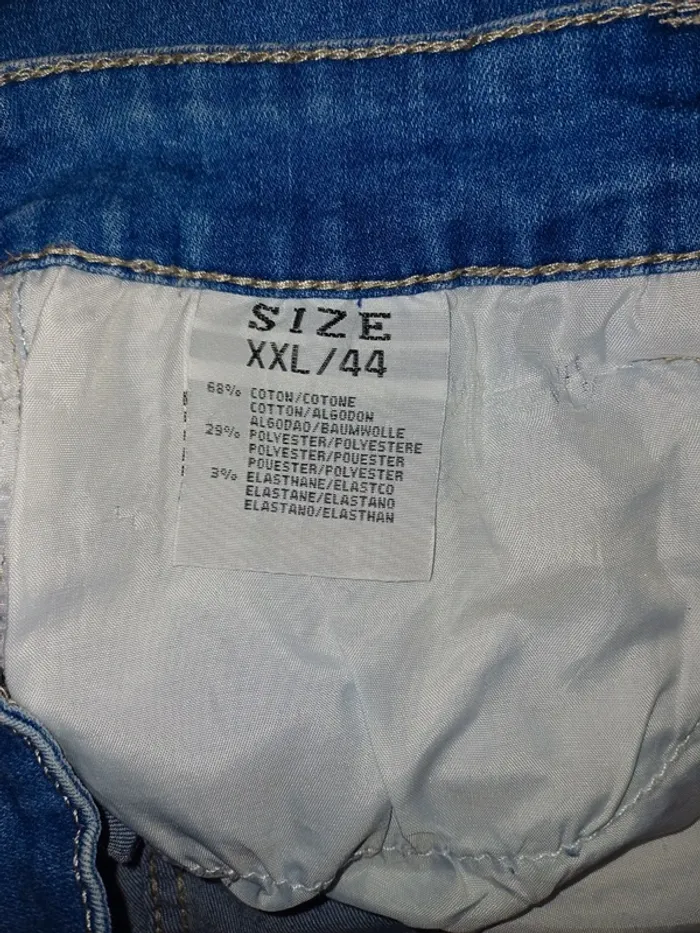 SIZE
XXL/44
68% COTON/COTONE
COTTON/ALGODON
ALGODAO/BAUMWOLLE
29% POLYESTER/POLYESTERE
POLYESTER/POUESTER
POUESTER/POLYESTER
3% ELASTHANE/ELASTCO
ELASTANE/ELASTANO
ELASTANO/ELASTHAN